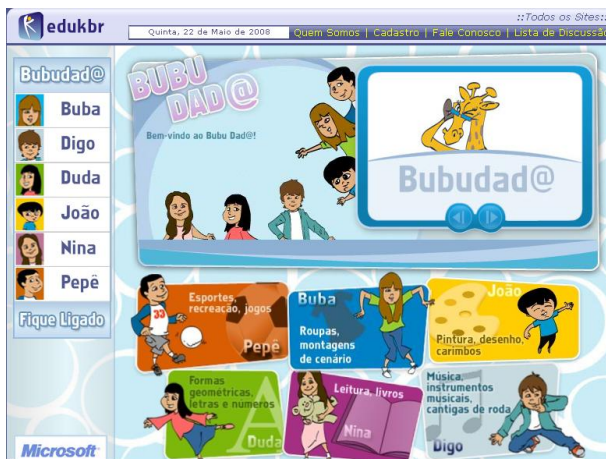 ::Todos os Sites::
edukbr
Quinta, 22 de Maio de 2008
Quem Somos | Cadastro | Fale Conosco | Lista de Discussão
Bubudad@
Buba
Digo
Duda
João
Nina
Pepê
Fique Ligado
Microsoft
BUBU
DAD@
Bem-vindo ao Bubu Dad@!
Bubudad@
Esportes,
recreacão, jogos
33
Pepê
Buba
Roupas,
montagens
de cenário
João
Pintura, desenho,
carimbos
Formas
geométricas,
letras e números
A
Duda
Leitura, livros
Nina
Música,
instrumentos
musicais,
cantigas de roda
Digo